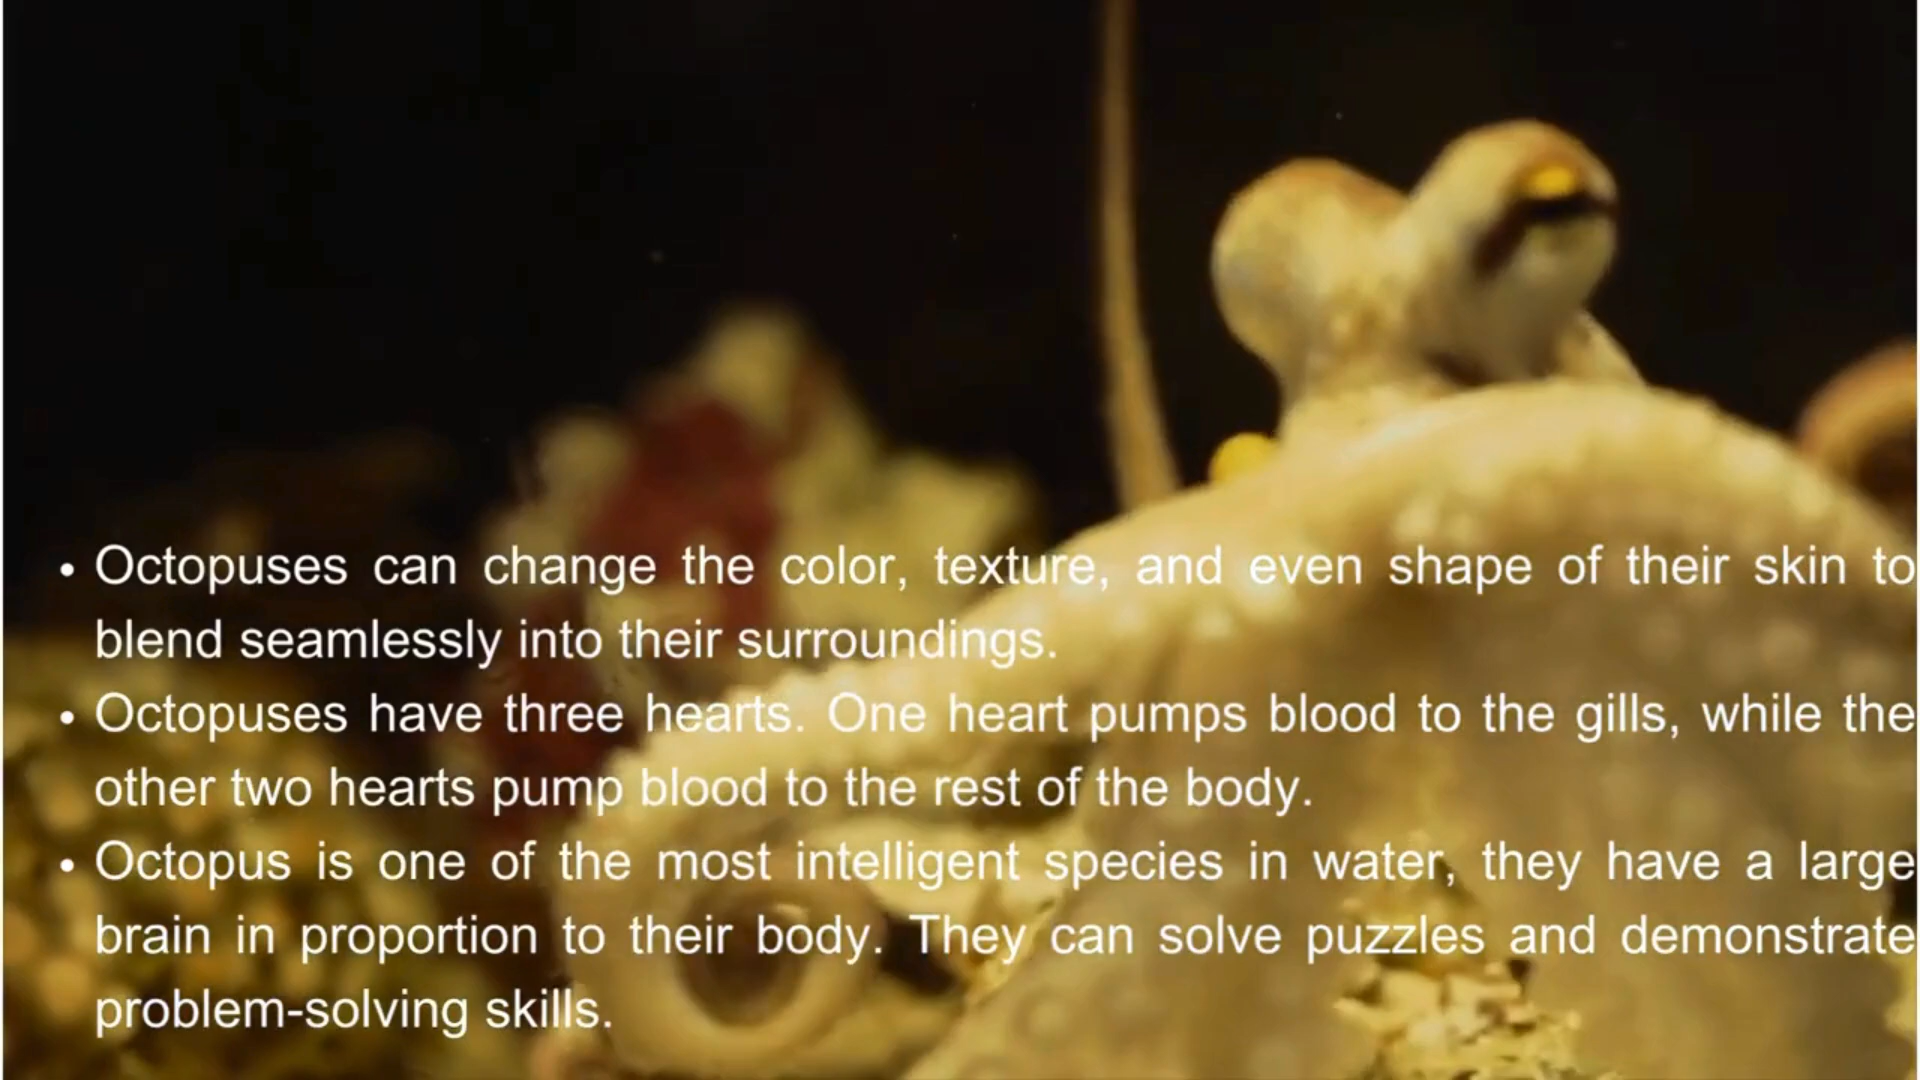 • Octopuses can change the color, texture, and even shape of their skin to
blend seamlessly into their surroundings.
• Octopuses have three hearts. One heart pumps blood to the gills, while the
other two hearts pump blood to the rest of the body.
• Octopus is one of the most intelligent species in water, they have a large
brain in proportion to their body. They can solve puzzles and demonstrate
problem-solving skills.